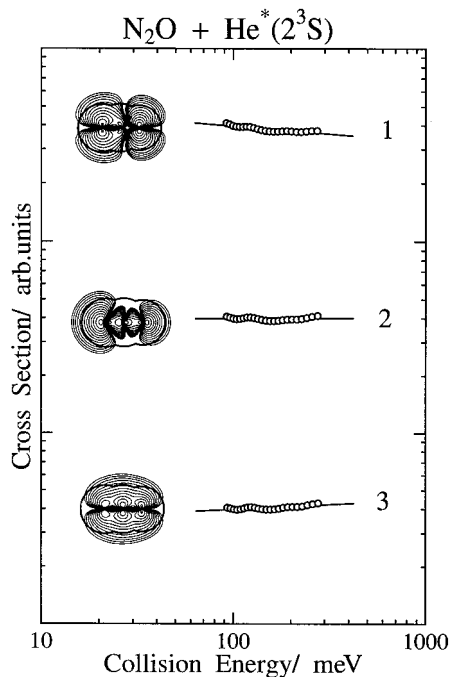 N₂O + He*(2³S)
Cross Section/ arb.units
1
2
3
10
100
1000
Collision Energy/ meV